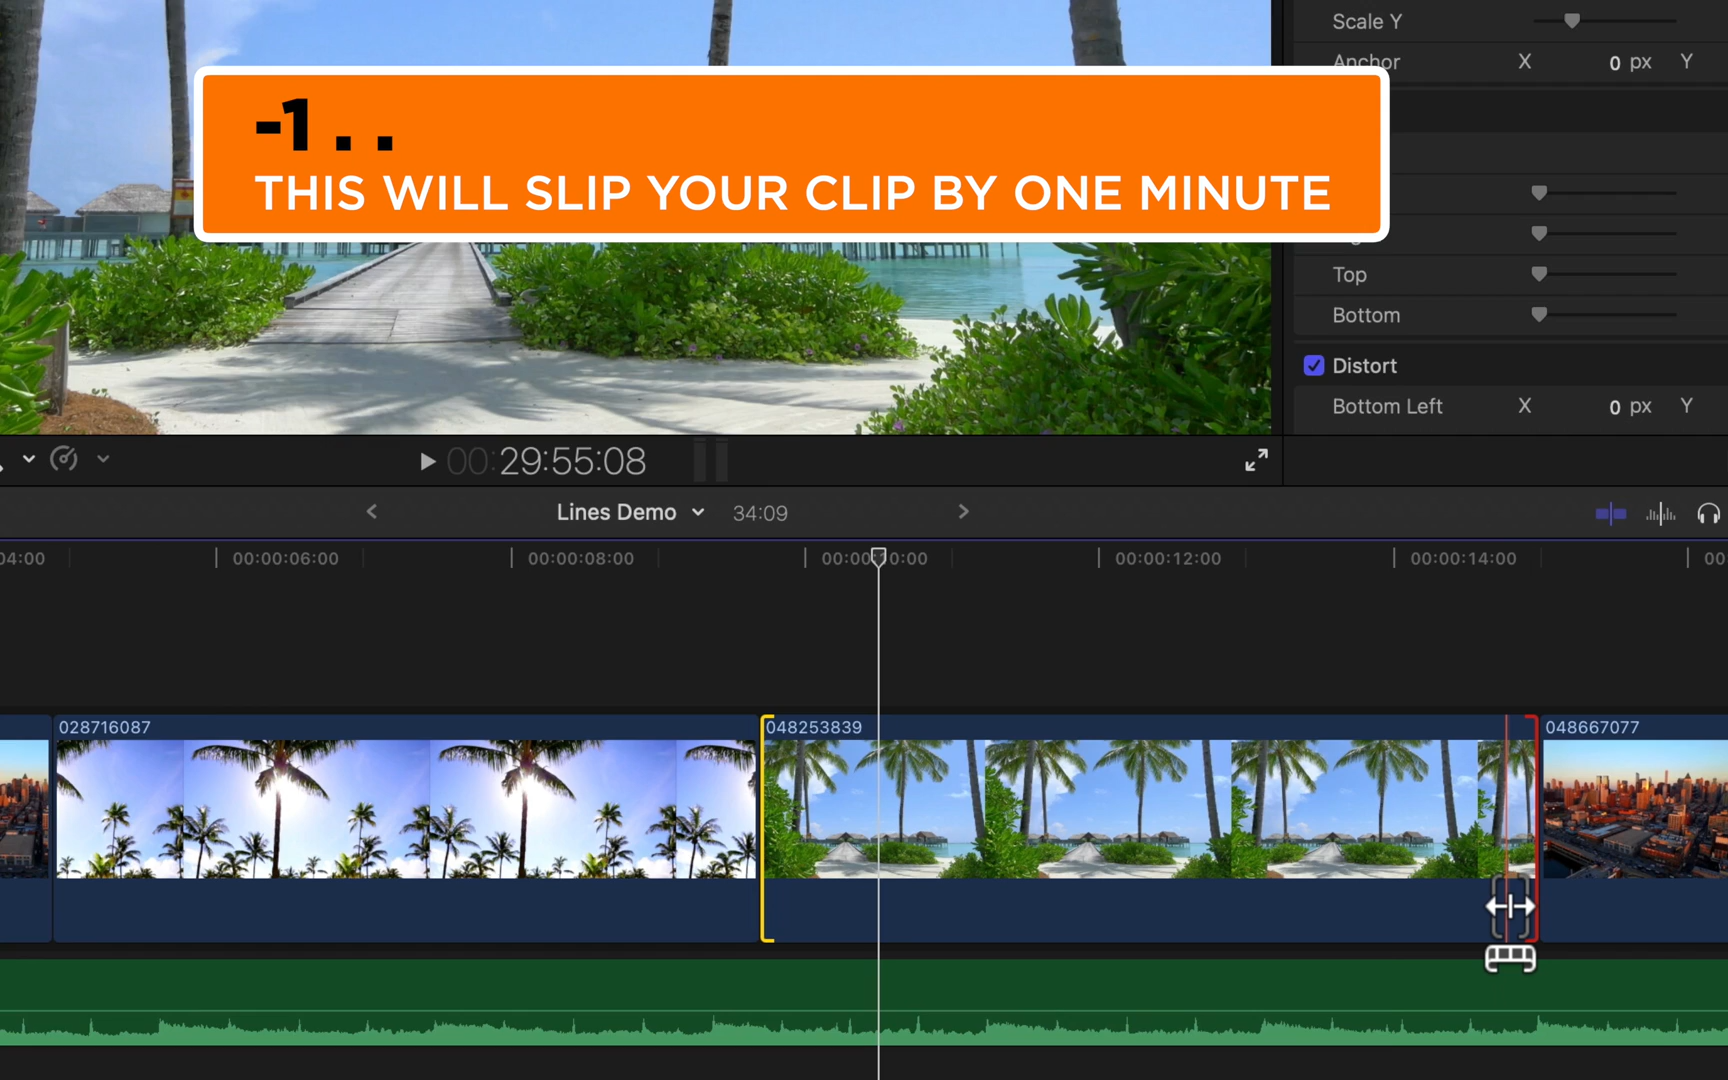 Scale Y
Anchor X 0 px Y
-1 . .
THIS WILL SLIP YOUR CLIP BY ONE MINUTE
Top
Bottom
Distort
Bottom Left X 0 px Y
00:29:55:08
Lines Demo 34:09
04:00 00:00:06:00 00:00:08:00 00:00:10:00 00:00:12:00 00:00:14:00 00
028716087 048253839 048667077